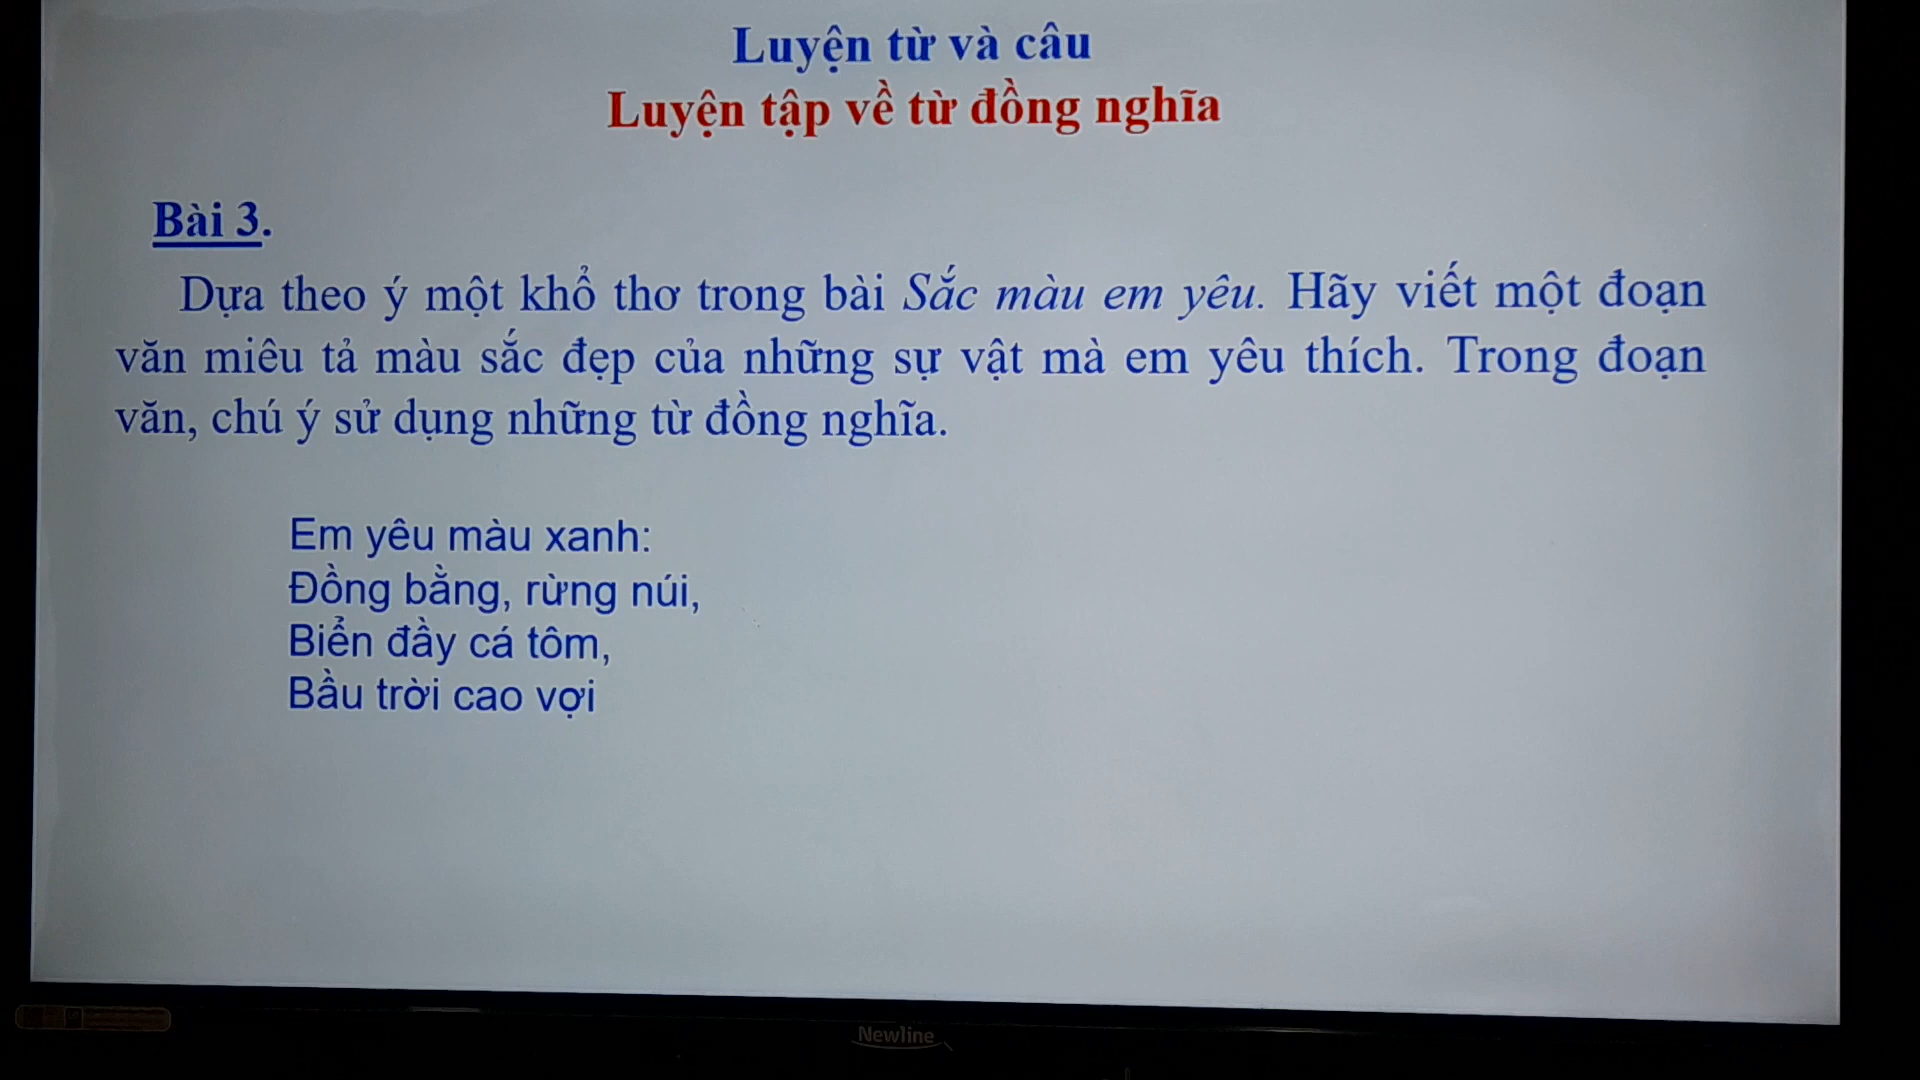 Luyện từ và câu
Luyện tập về từ đồng nghĩa
Bài 3.
Dựa theo ý một khổ thơ trong bài Sắc màu em yêu. Hãy viết một đoạn
văn miêu tả màu sắc đẹp của những sự vật mà em yêu thích. Trong đoạn
văn, chú ý sử dụng những từ đồng nghĩa.
Em yêu màu xanh:
Đồng bằng, rừng núi,
Biển đầy cá tôm,
Bầu trời cao vợi
Newline